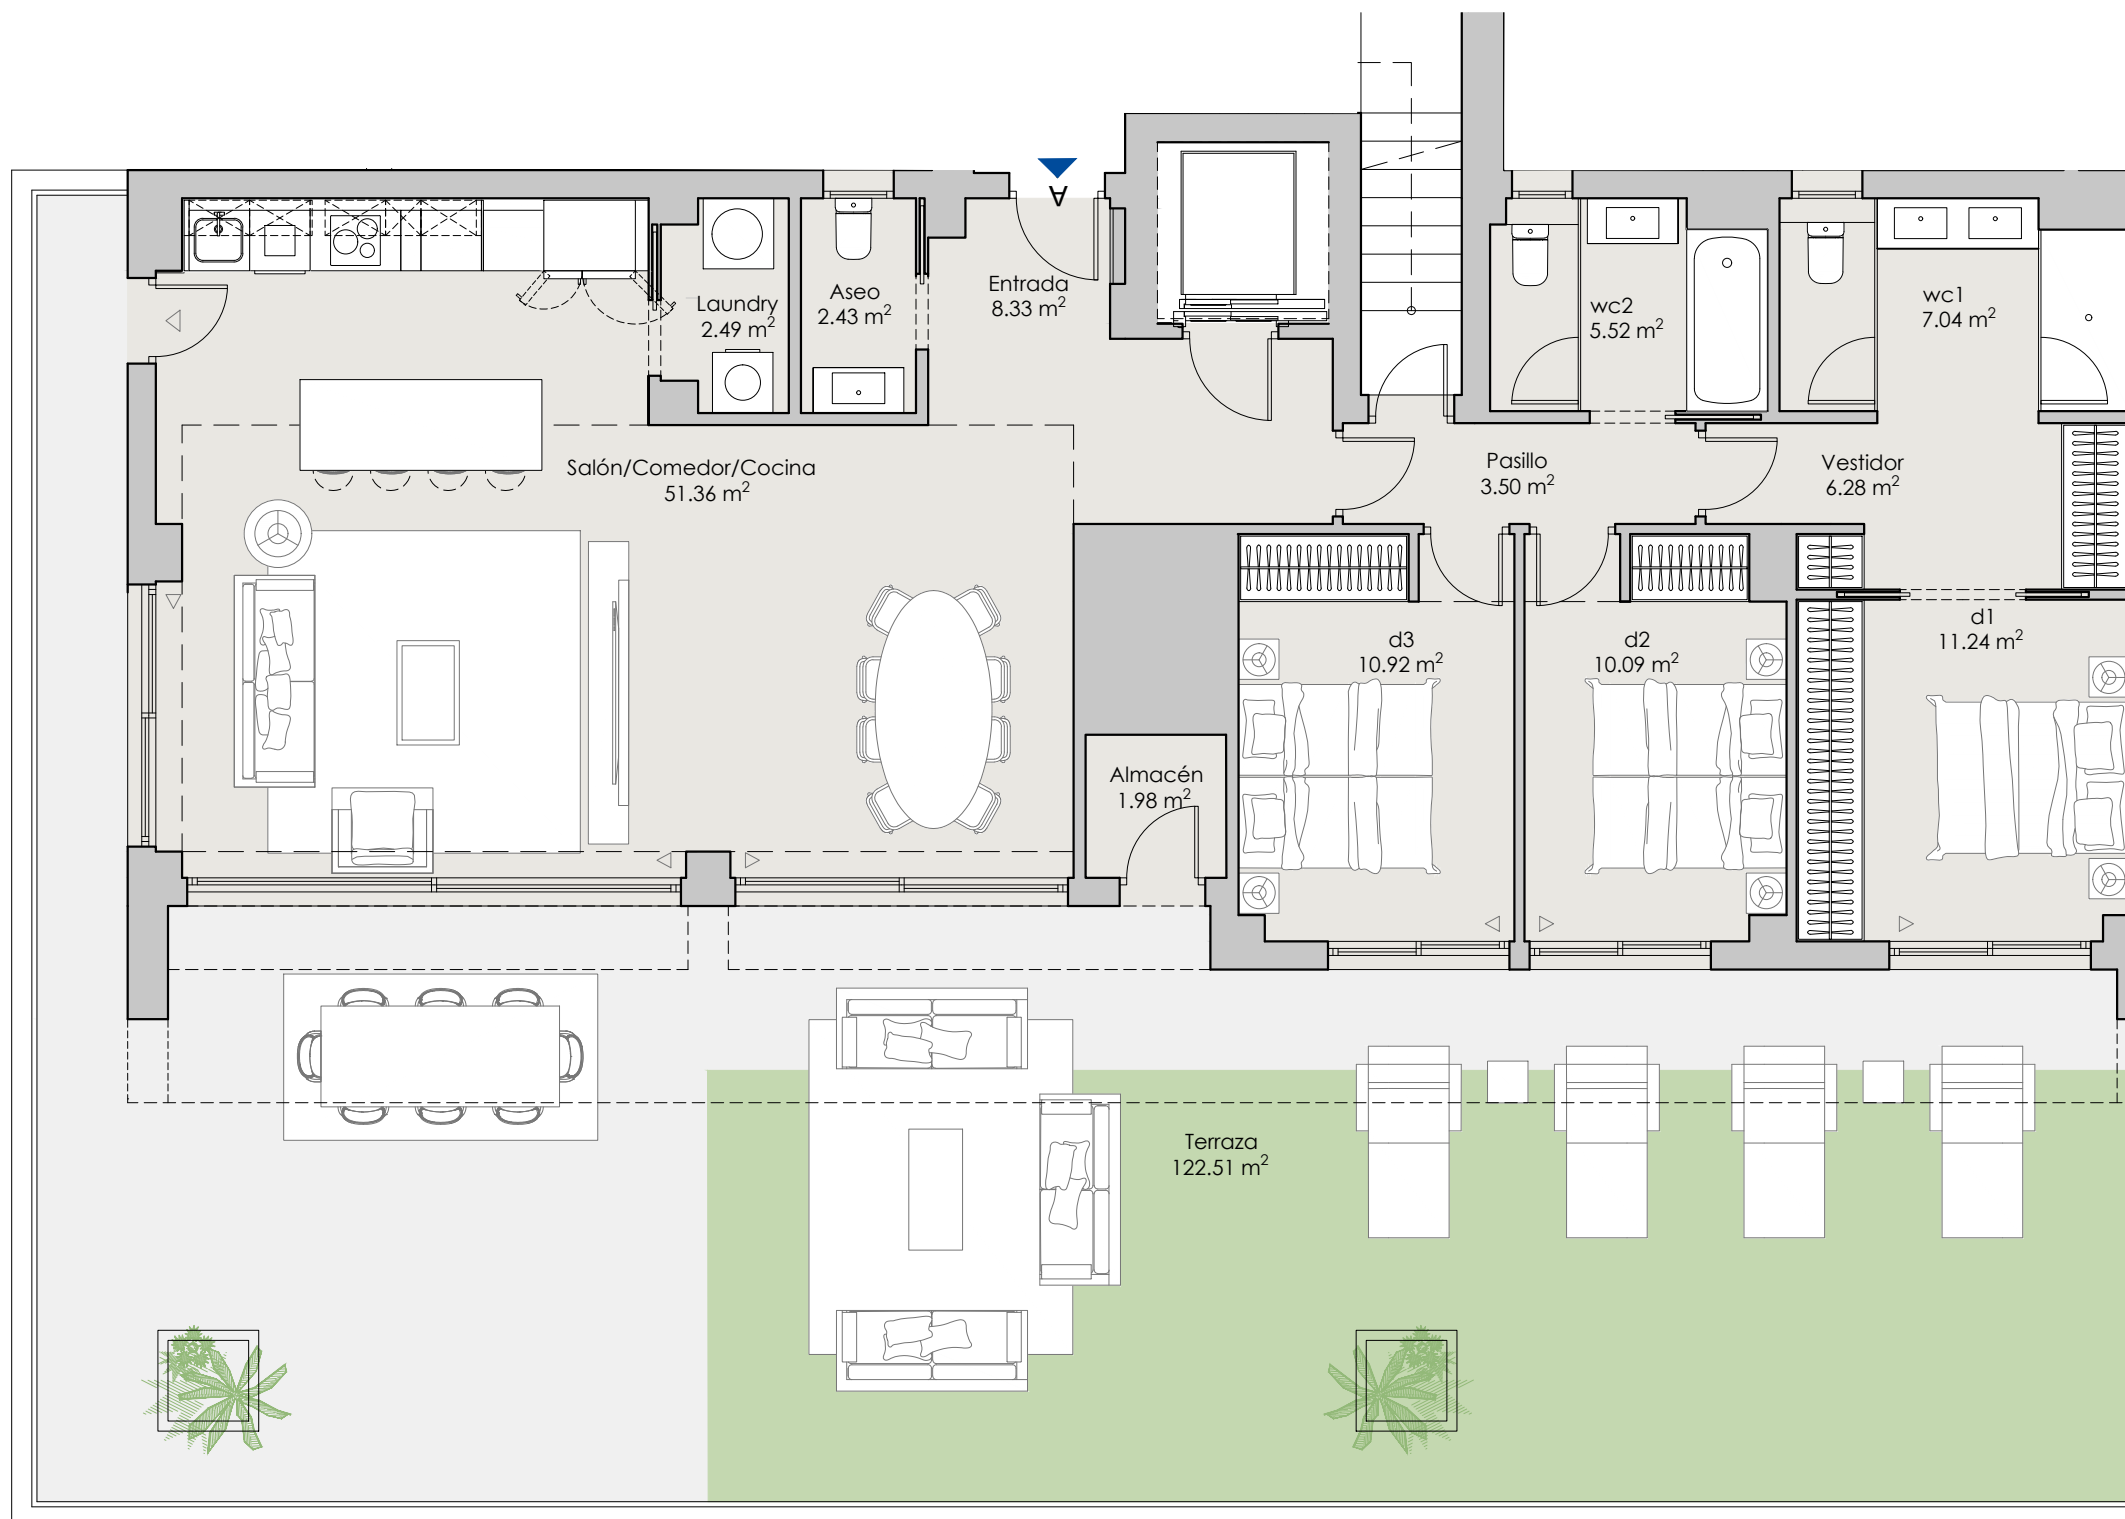 A
Entrada
8.33 m²
Aseo
2.43 m²
Laundry
2.49 m²
wc2
5.52 m²
wc1
7.04 m²
Salón/Comedor/Cocina
51.36 m²
Pasillo
3.50 m²
Vestidor
6.28 m²
d3
10.92 m²
d2
10.09 m²
d1
11.24 m²
Almacén
1.98 m²
Terraza
122.51 m²